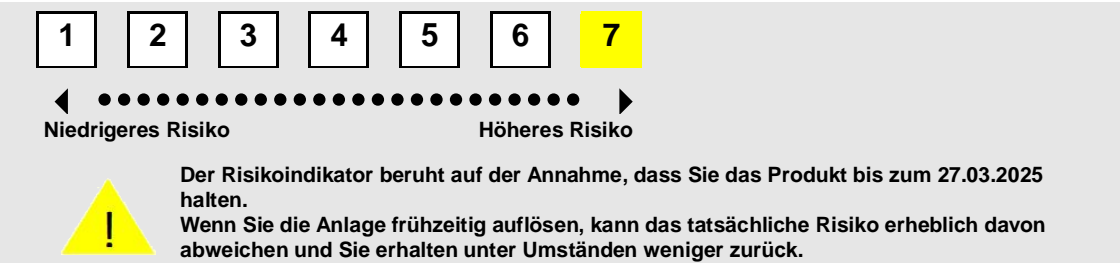 1 2 3 4 5 6 7
Niedrigeres Risiko Höheres Risiko
Der Risikoindikator beruht auf der Annahme, dass Sie das Produkt bis zum 27.03.2025
halten.
Wenn Sie die Anlage frühzeitig auflösen, kann das tatsächliche Risiko erheblich davon
abweichen und Sie erhalten unter Umständen weniger zurück.
!